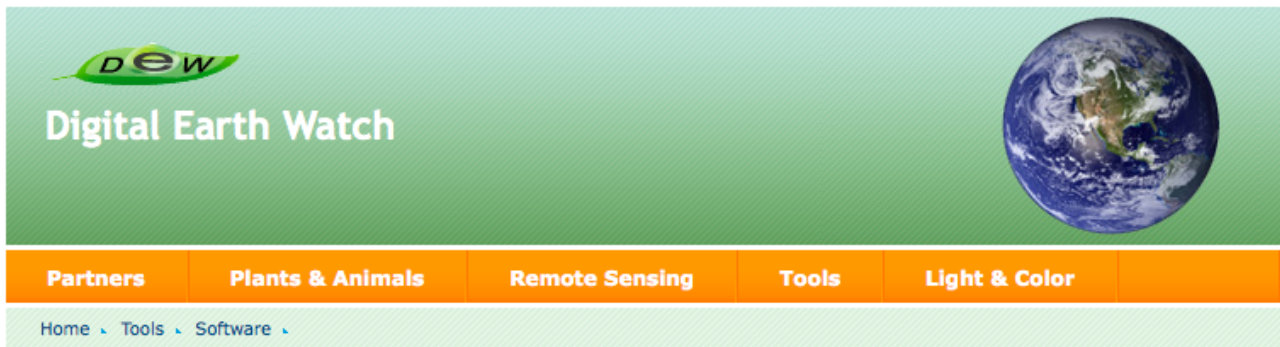 Dew
Digital Earth Watch
Partners Plants & Animals Remote Sensing Tools Light & Color
Home Tools Software